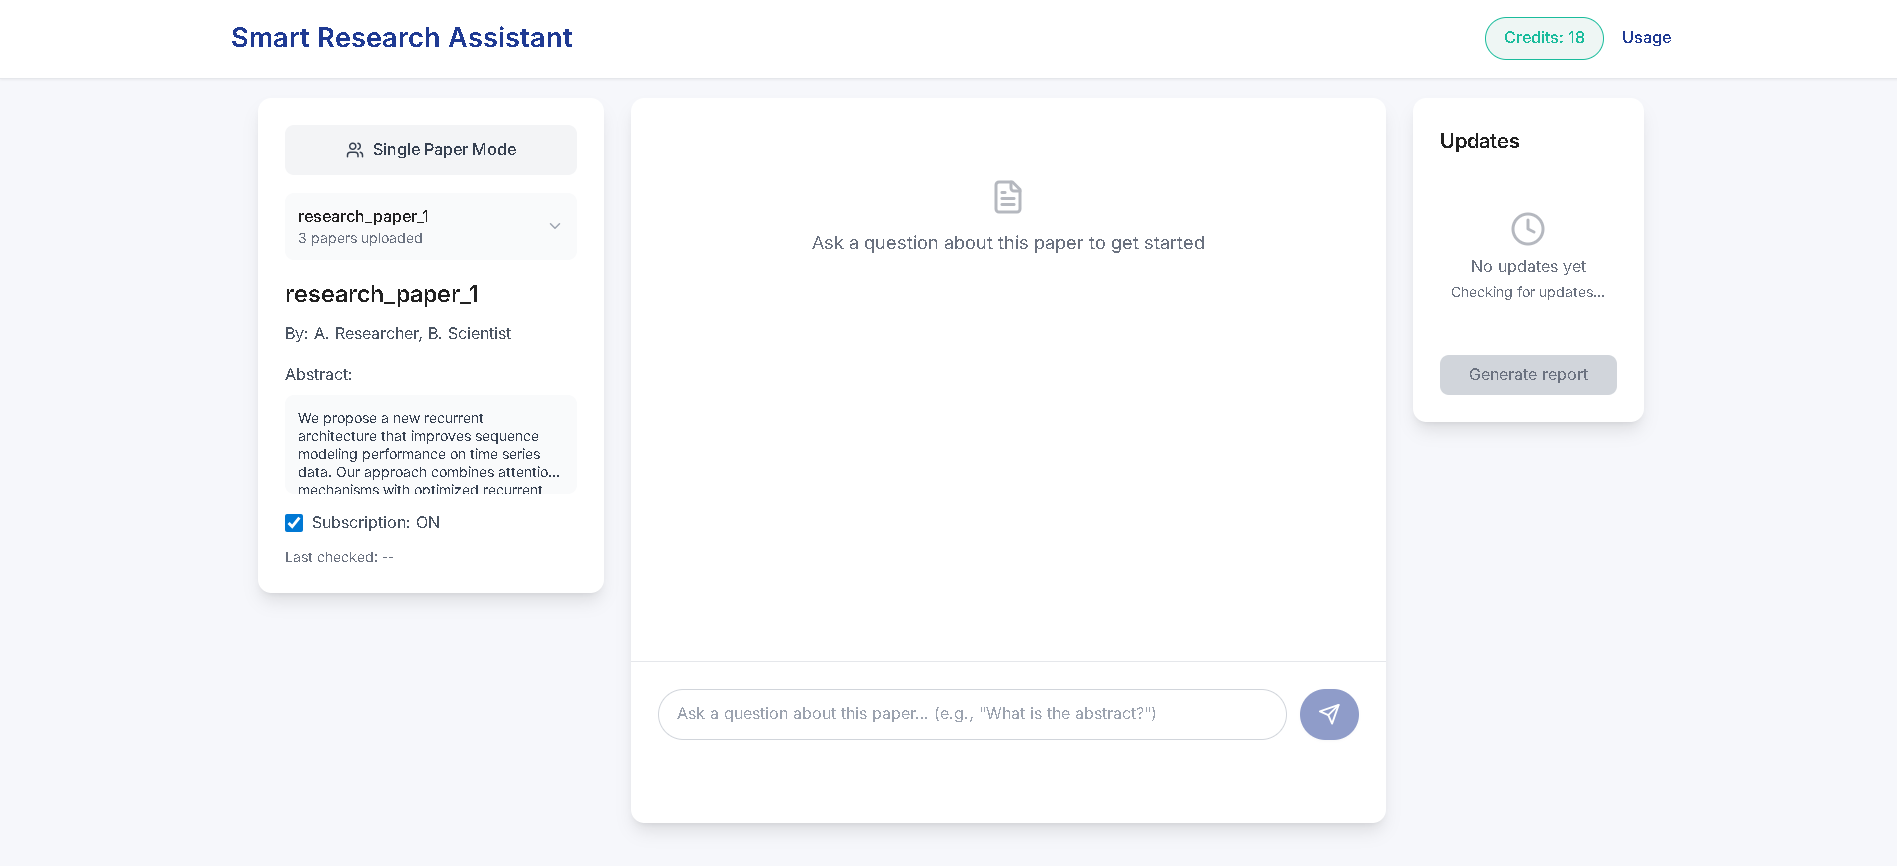 Smart Research Assistant
Credits: 18
Usage
Single Paper Mode
research_paper_1
3 papers uploaded
research_paper_1
By: A. Researcher, B. Scientist
Abstract:
We propose a new recurrent
architecture that improves sequence
modeling performance on time series
data. Our approach combines attentio...
mechanisms with optimized recurrent
Subscription: ON
Last checked: --
Ask a question about this paper to get started
Ask a question about this paper... (e.g., "What is the abstract?")
Updates
No updates yet
Checking for updates...
Generate report